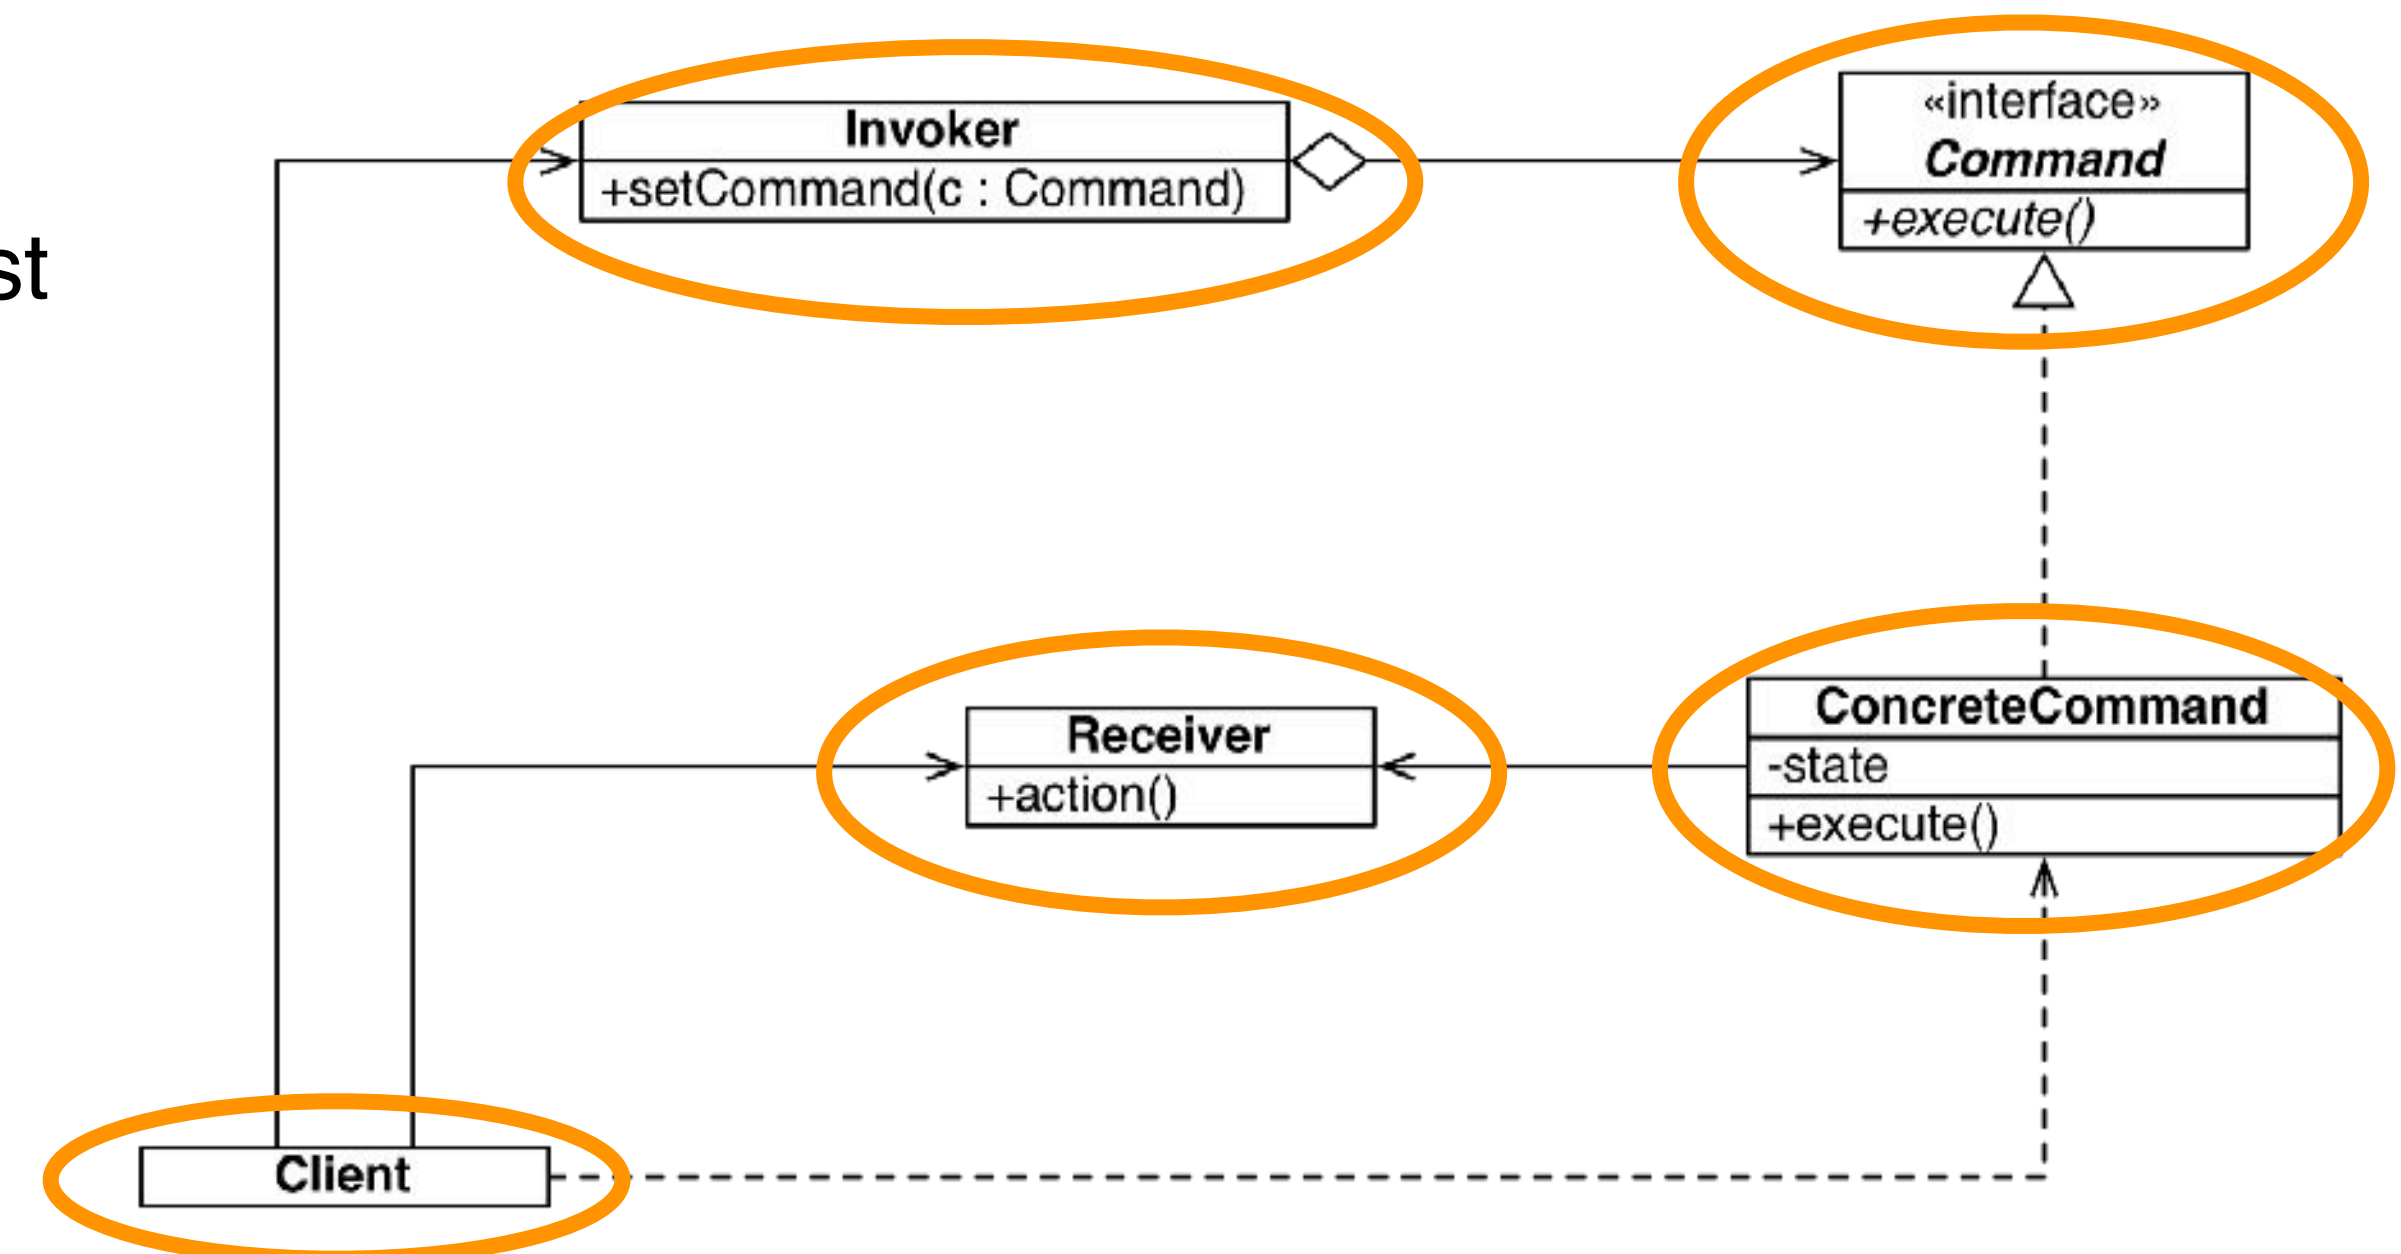 «interface»
Command
+execute()
Invoker
+setCommand(c : Command)
st
Receiver
+action()
ConcreteCommand
-state
+execute()
Client